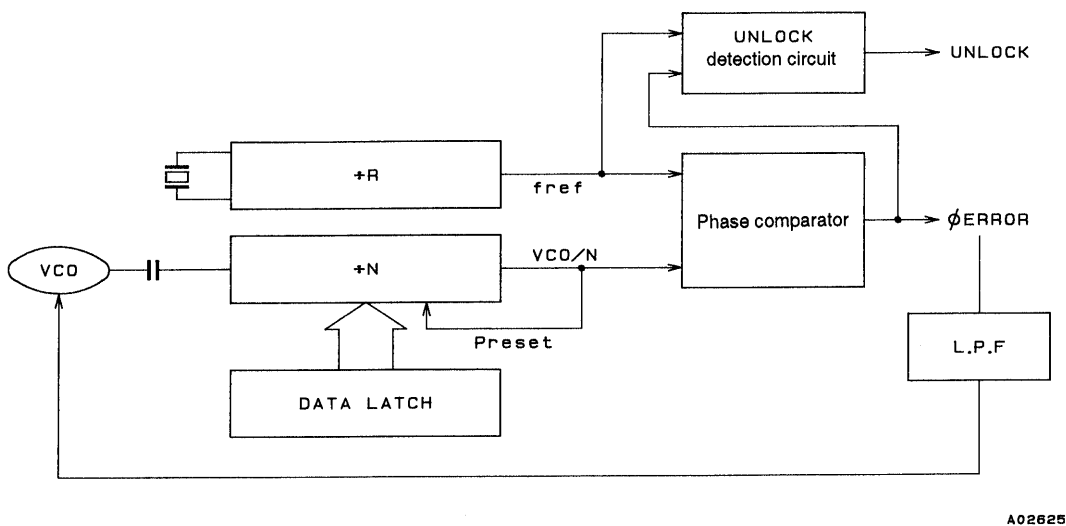 UNLOCK
detection circuit
UNLOCK
÷R
fref
Phase comparator
øERROR
VCO
÷N
VCO/N
Preset
L.P.F
DATA LATCH
A02625